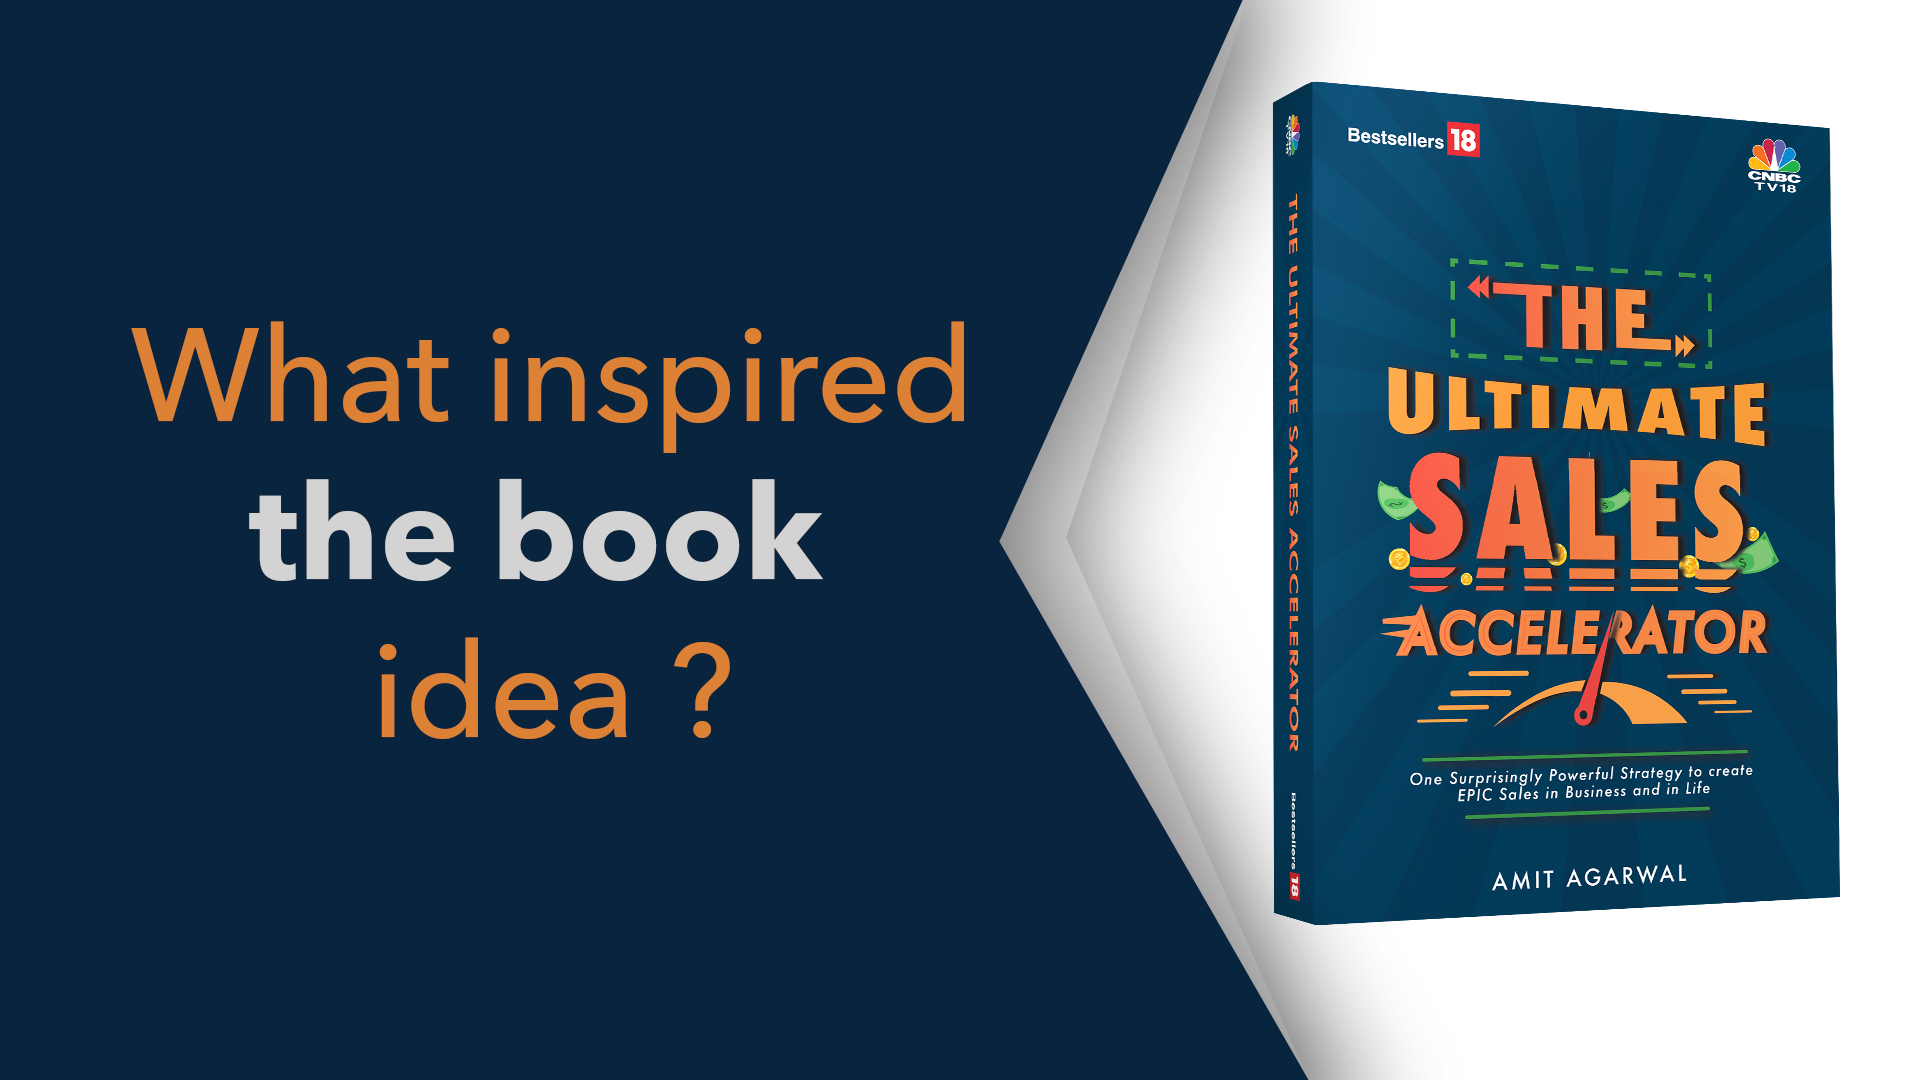 What inspired
the book
idea ?
Bestsellers 18
CNBC
TV18
THE
ULTIMATE
SALES
ACCELERATOR
One Surprisingly Powerful Strategy to create
EPIC Sales in Business and in Life
AMIT AGARWAL
THE ULTIMATE SALES ACCELERATOR
Bestsellers 18